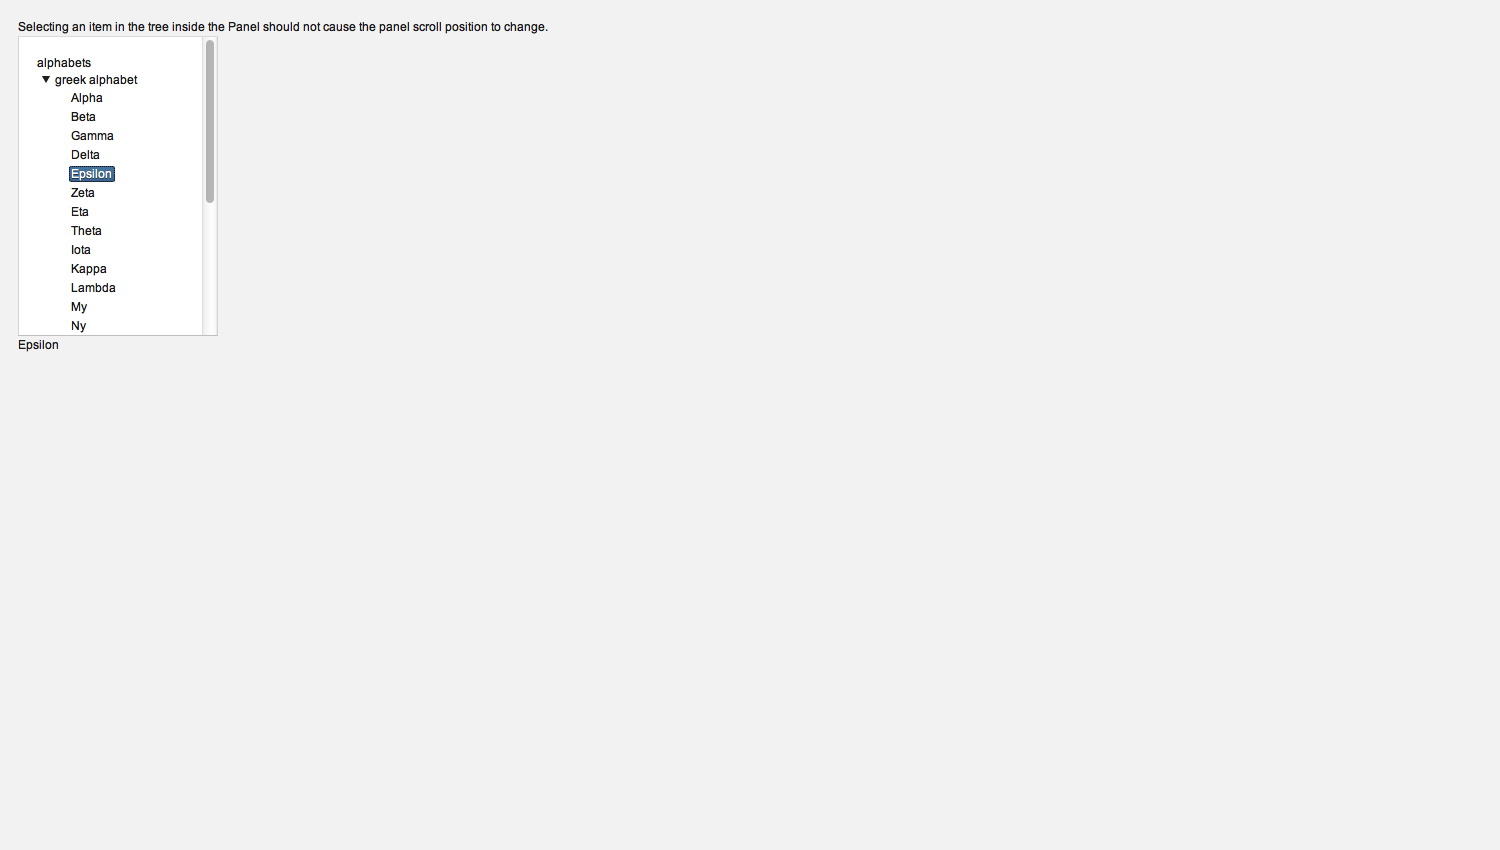 Selecting an item in the tree inside the Panel should not cause the panel scroll position to change.
alphabets
greek alphabet
Alpha
Beta
Gamma
Delta
Epsilon
Zeta
Eta
Theta
Iota
Kappa
Lambda
My
Ny
Epsilon